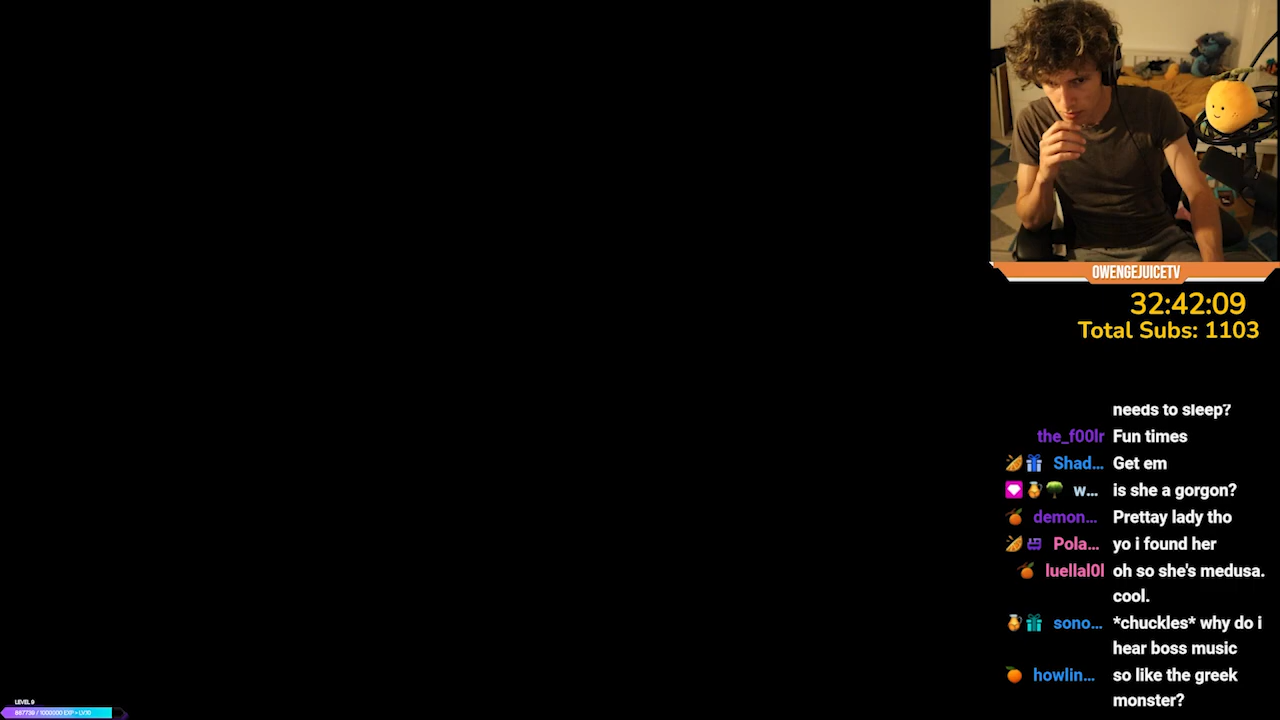 OWENGEJUICETV
32:42:09
Total Subs: 1103
needs to sleep?
the_f00lr Fun times
Shad... Get em
w... is she a gorgon?
demon... Prettay lady tho
Pola... yo i found her
luellal0l oh so she's medusa.
cool.
sono... *chuckles* why do i
hear boss music
howlin... so like the greek
monster?
LEVEL 9